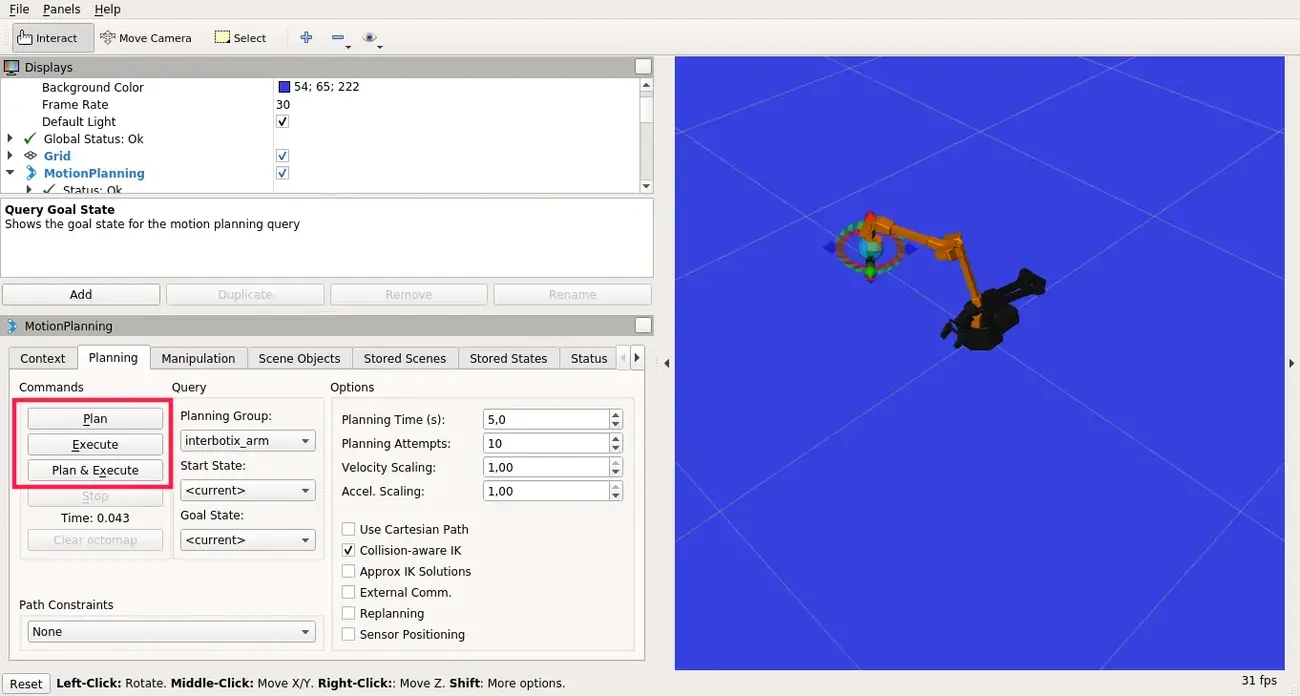 File Panels Help
Interact Move Camera Select
Displays
Background Color 54; 65; 222
Frame Rate 30
Default Light
Global Status: Ok
Grid
MotionPlanning
Status: Ok
Query Goal State
Shows the goal state for the motion planning query
Add Duplicate Remove Rename
MotionPlanning
Context Planning Manipulation Scene Objects Stored Scenes Stored States Status
Commands Query Options
Plan
Execute
Plan & Execute
Stop
Time: 0.043
Clear octomap
Planning Group:
interbotix_arm
Start State:
<current>
Goal State:
<current>
Planning Time (s): 5,0
Planning Attempts: 10
Velocity Scaling: 1,00
Accel. Scaling: 1,00
Use Cartesian Path
Collision-aware IK
Approx IK Solutions
External Comm.
Replanning
Sensor Positioning
Path Constraints
None
Reset Left-Click: Rotate. Middle-Click: Move X/Y. Right-Click:: Move Z. Shift: More options. 31 fps